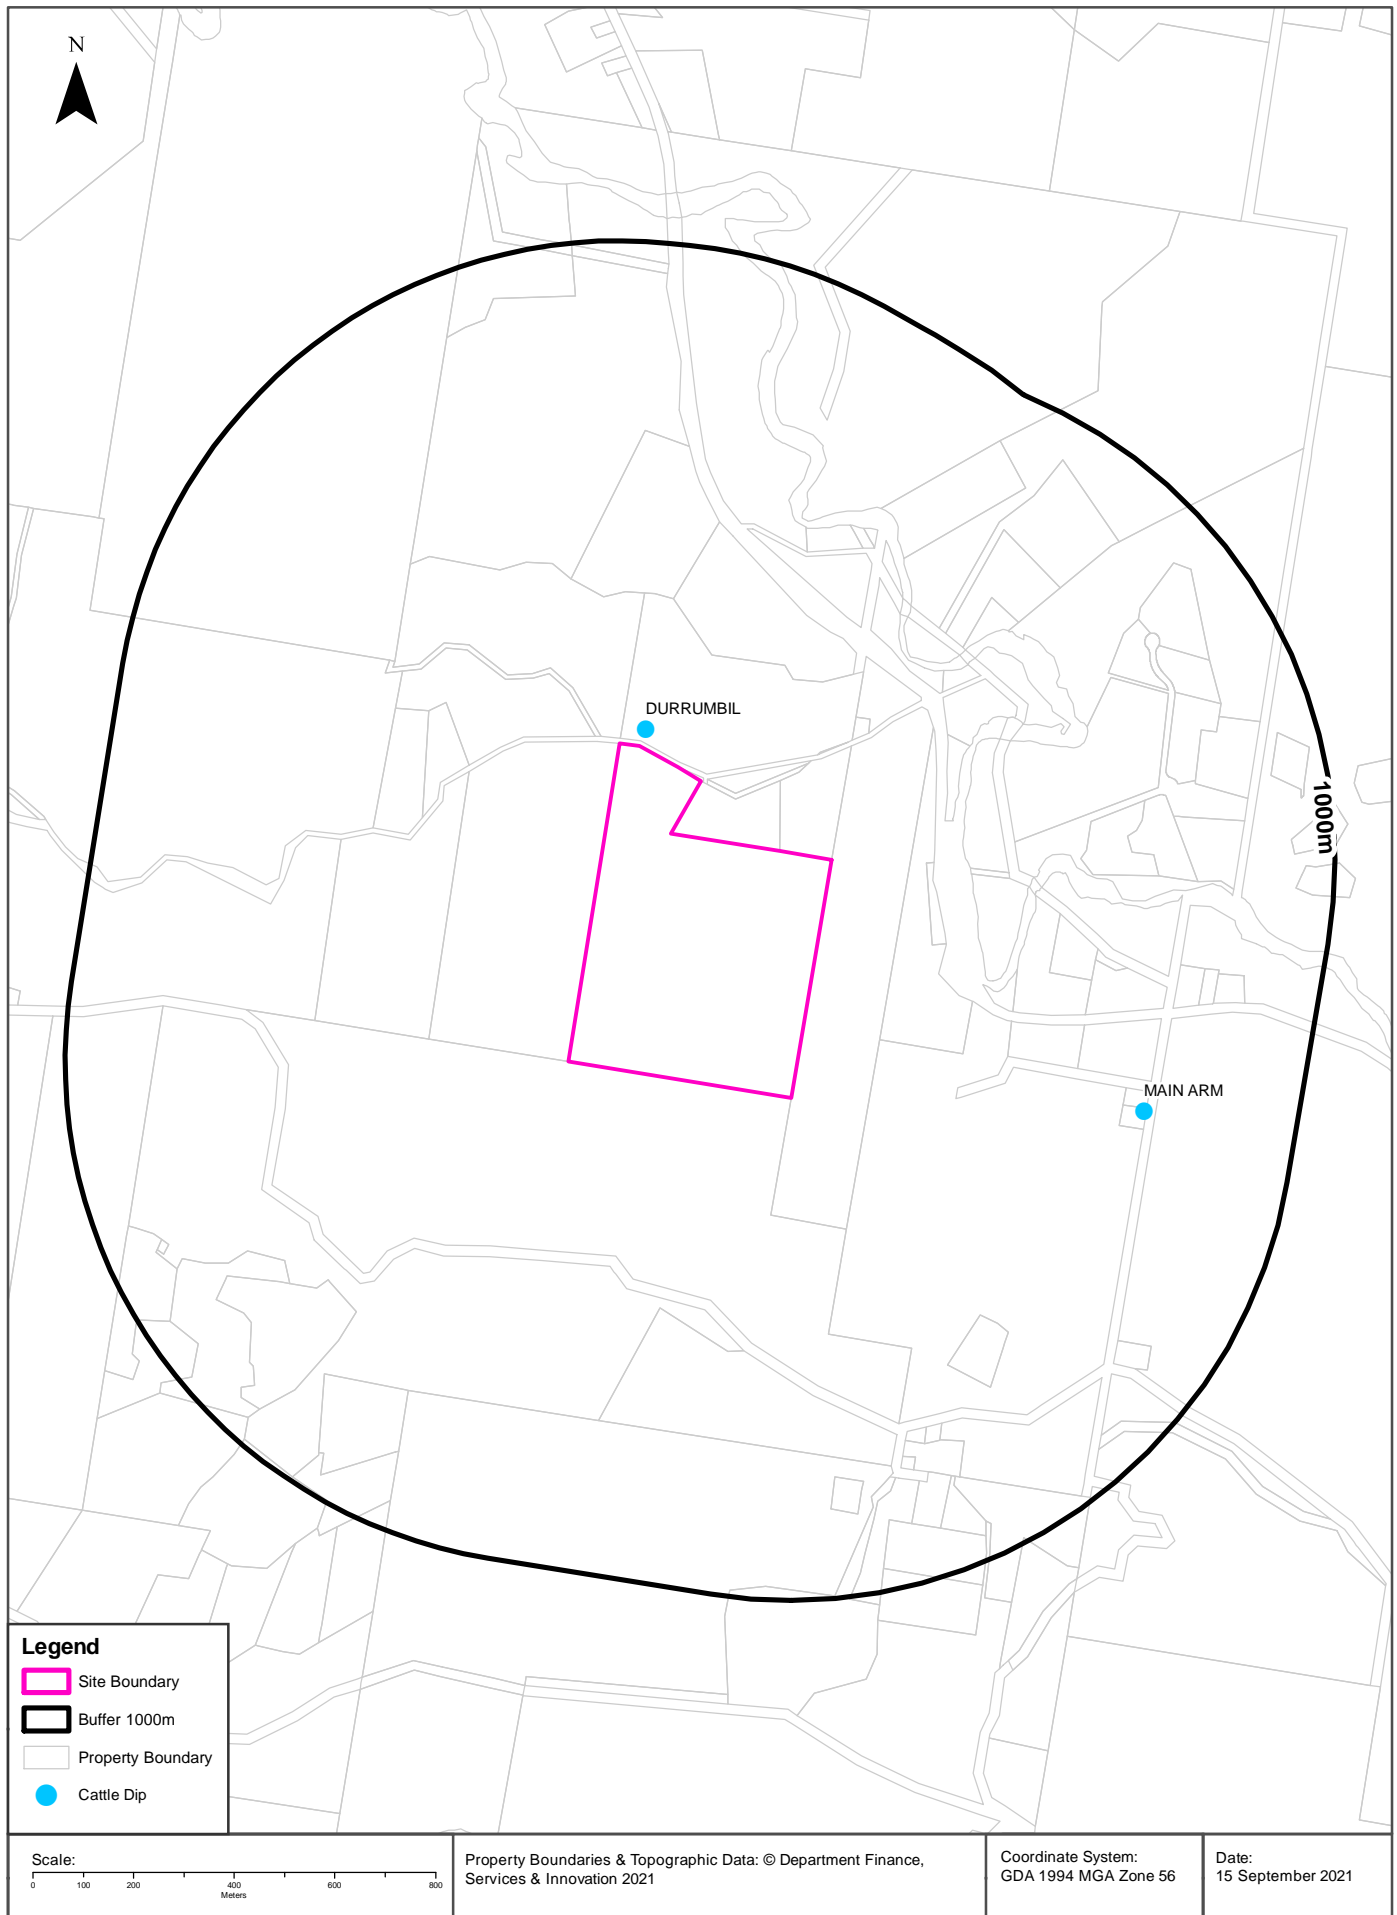 N
DURRUMBIL
1000m
MAIN ARM
Legend
Site Boundary
Buffer 1000m
Property Boundary
Cattle Dip
Scale:
0 100 200 400 600 800
Meters
Property Boundaries & Topographic Data: © Department Finance,
Services & Innovation 2021
Coordinate System:
GDA 1994 MGA Zone 56
Date:
15 September 2021